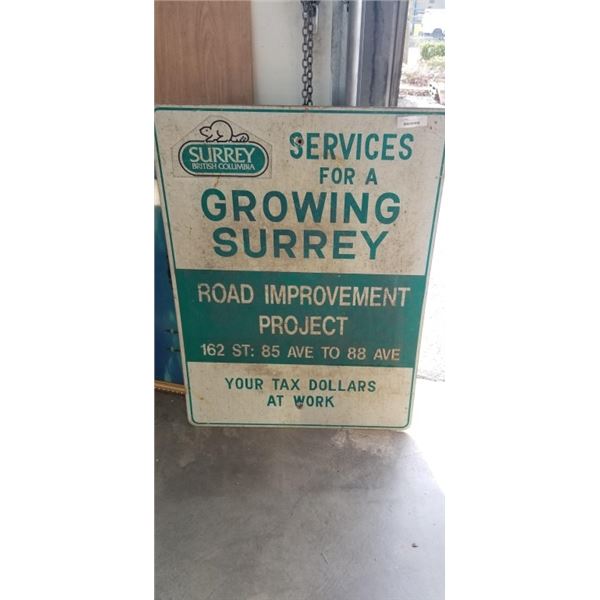 SURREY
BRITISH COLUMBIA
SERVICES
FOR A
GROWING
SURREY
ROAD IMPROVEMENT
PROJECT
162 ST: 85 AVE TO 88 AVE
YOUR TAX DOLLARS
AT WORK